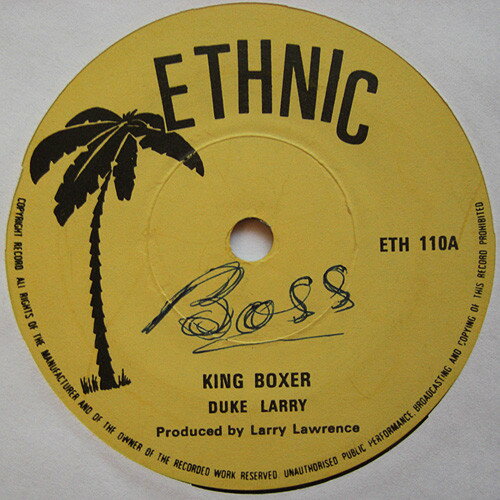 ETHNIC
ETH 110A
Boss
KING BOXER
DUKE LARRY
Produced by Larry Lawrence
COPYRIGHT RECORD ALL RIGHTS OF THE MANUFACTURER AND OF THE OWNER OF THE RECORDED WORK RESERVED. UNAUTHORISED PUBLIC PERFORMANCE, BROADCASTING AND COPYING OF THIS RECORD PROHIBITED